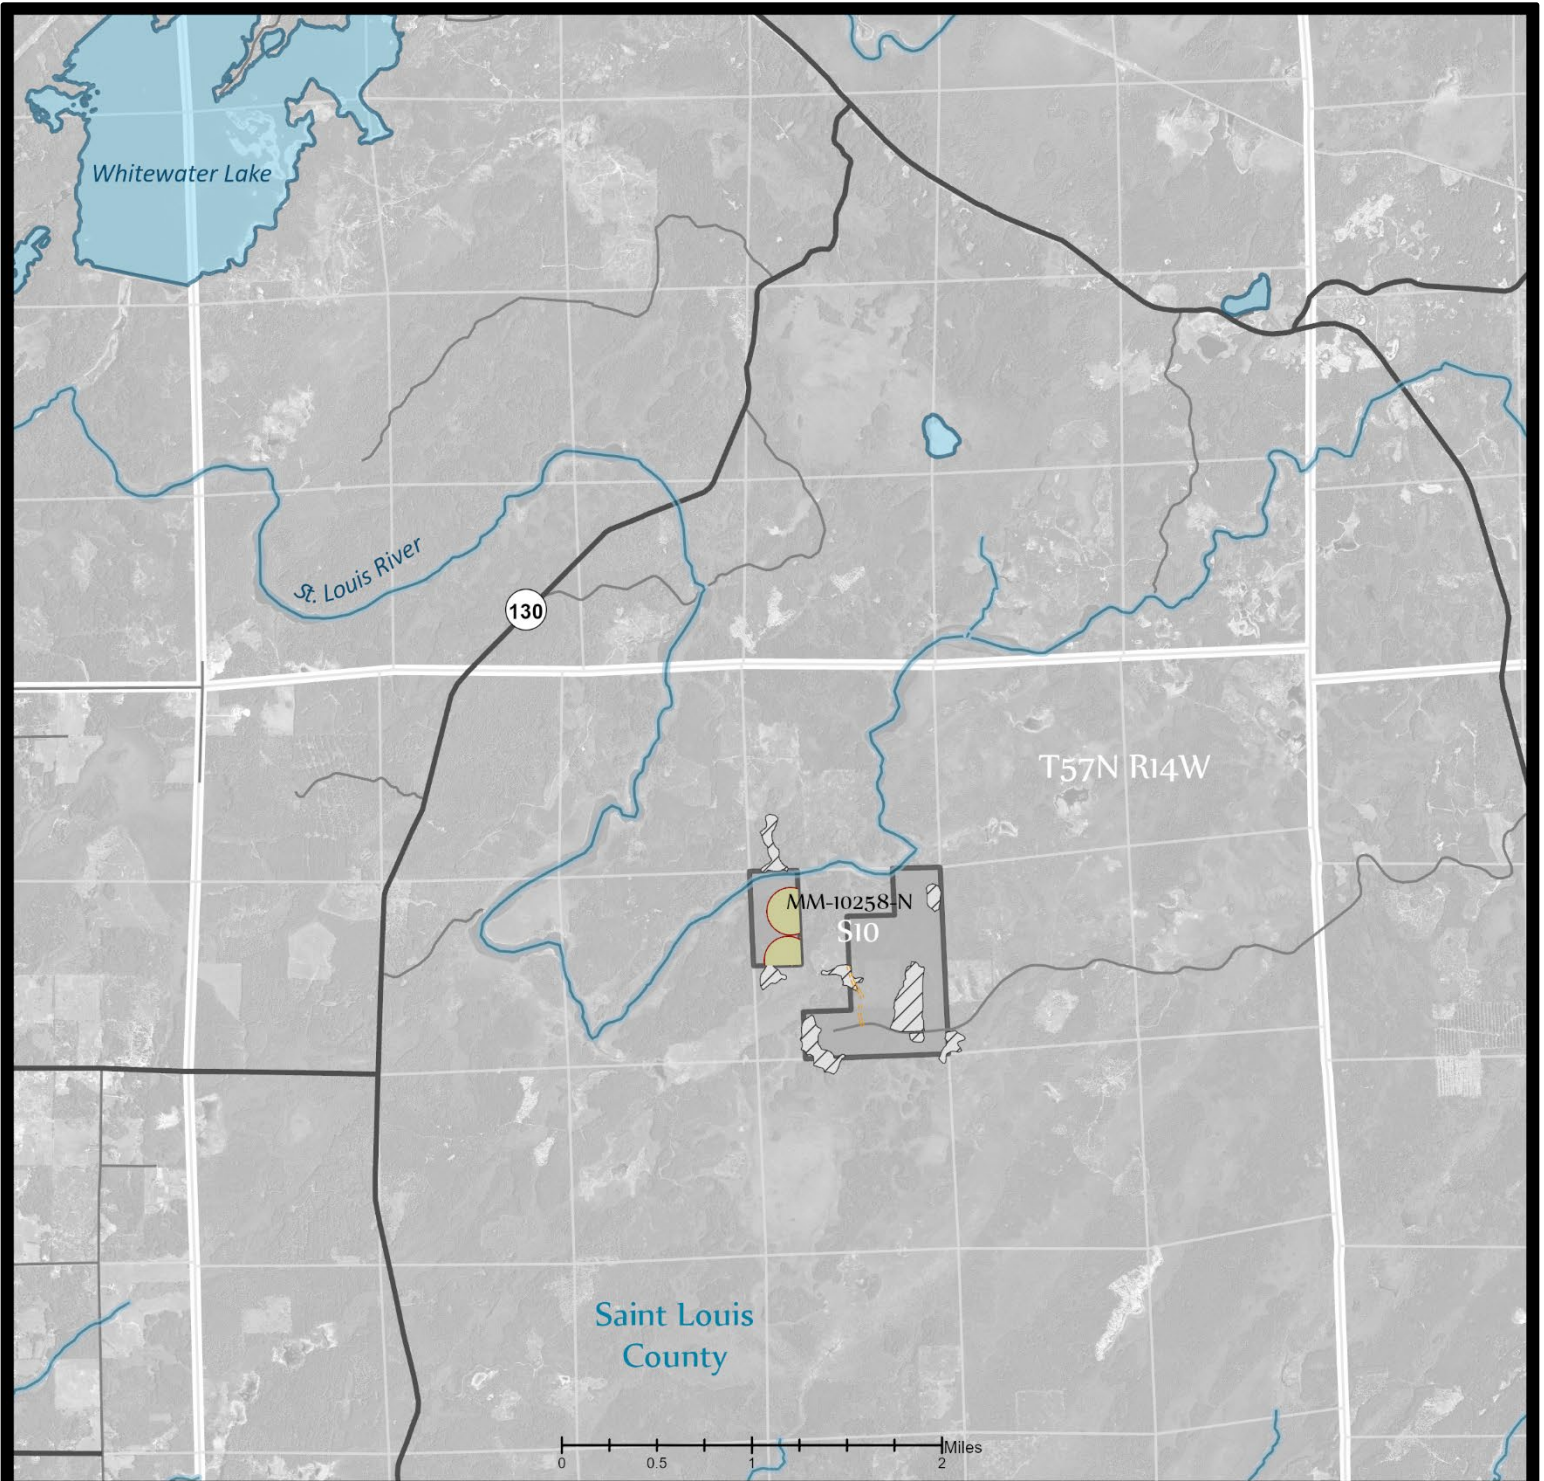 Whitewater Lake
St. Louis River
130
T57N R14W
MM-10258-N
S10
Saint Louis
County
Miles
0 0.5 1 2